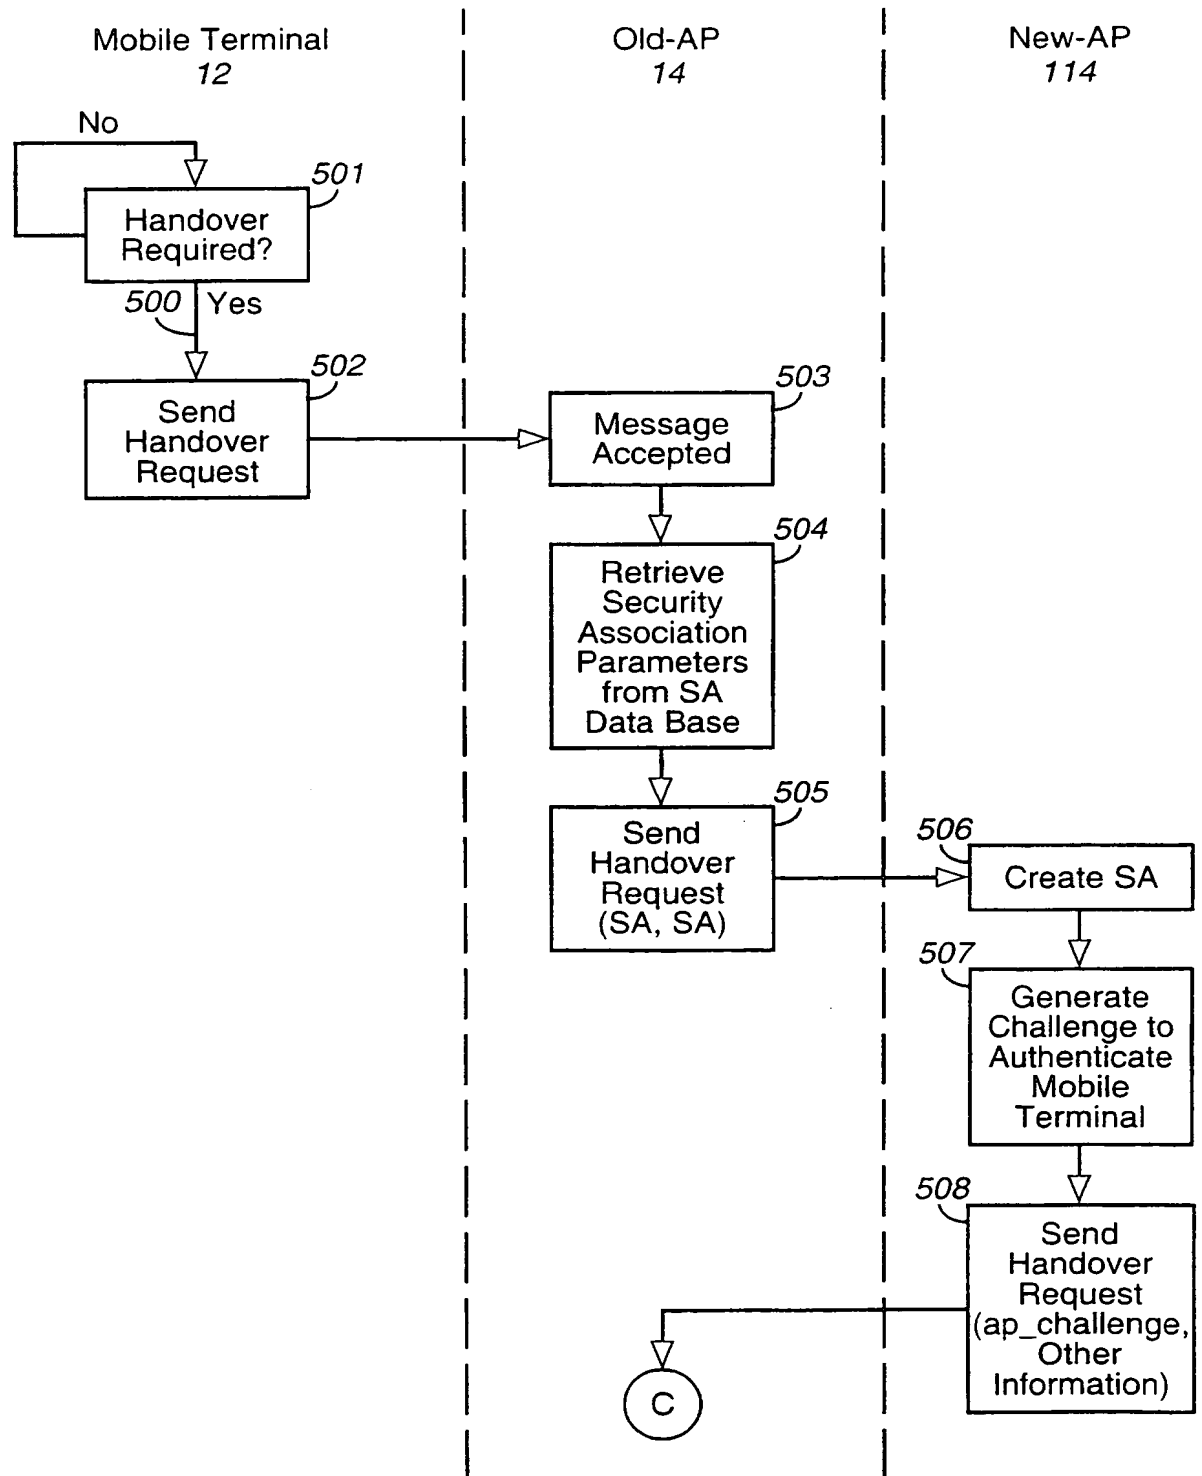 Mobile Terminal
12
Old-AP
14
New-AP
114
No
501
Handover
Required?
500
Yes
502
Send
Handover
Request
503
Message
Accepted
504
Retrieve
Security
Association
Parameters
from SA
Data Base
505
Send
Handover
Request
(SA, SA)
506
Create SA
507
Generate
Challenge to
Authenticate
Mobile
Terminal
508
Send
Handover
Request
(ap_challenge,
Other
Information)
C